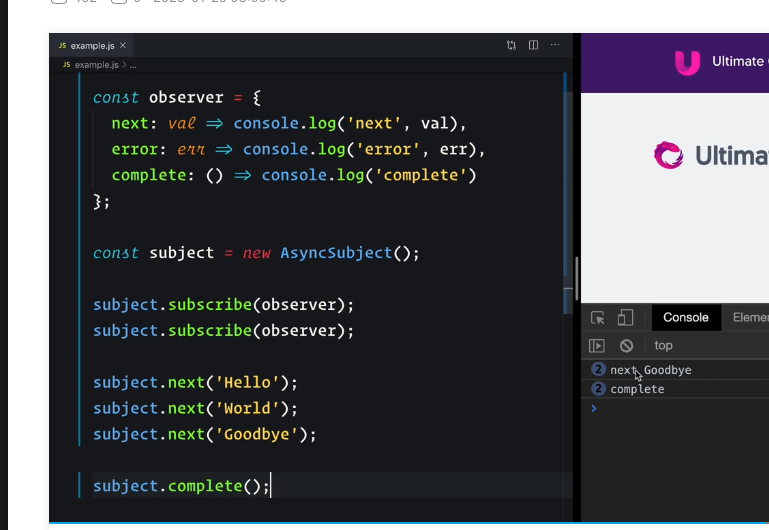 JS example.js ×
JS example.js > ...
const observer = {
next: val => console.log('next', val),
error: err => console.log('error', err),
complete: () => console.log('complete')
};
const subject = new AsyncSubject();
subject.subscribe(observer);
subject.subscribe(observer);
subject.next('Hello');
subject.next('World');
subject.next('Goodbye');
subject.complete();
Ultimate
Ultima
Console Elemen
top
2 next Goodbye
2 complete